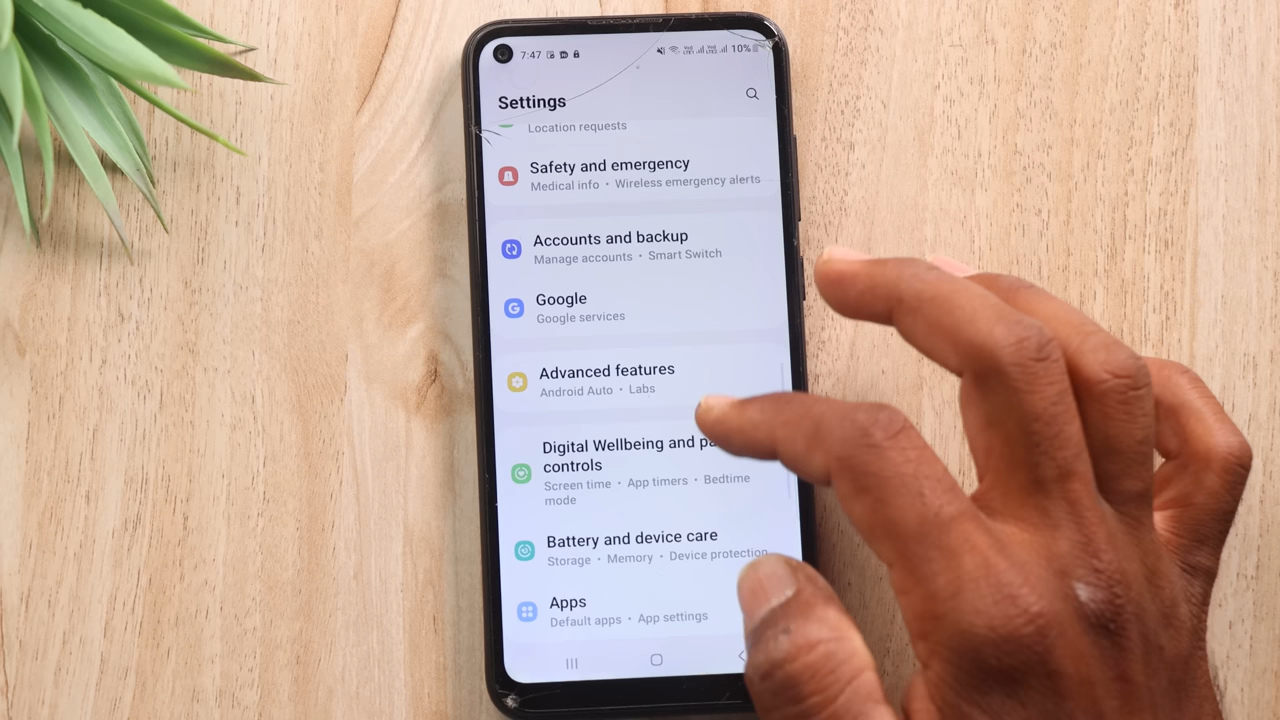 7:47
10%
Settings
Location requests
Safety and emergency
Medical info • Wireless emergency alerts
Accounts and backup
Manage accounts • Smart Switch
Google
Google services
Advanced features
Android Auto • Labs
Digital Wellbeing and
controls
Screen time • App timers • Bedtime
mode
Battery and device care
Storage • Memory • Device protection
Apps
Default apps • App settings